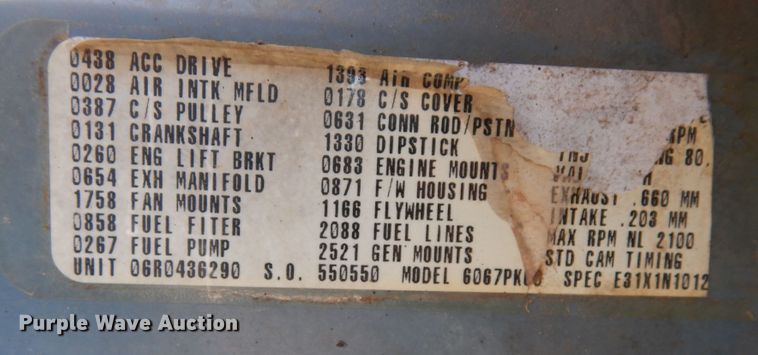 0438 ACC DRIVE
0028 AIR INTK MFLD
0387 C/S PULLEY
0131 CRANKSHAFT
0260 ENG LIFT BRKT
0654 EXH MANIFOLD
1758 FAN MOUNTS
0858 FUEL FITER
0267 FUEL PUMP
1393 AIR COMP
0178 C/S COVER
0631 CONN ROD/PSTN
1330 DIPSTICK
0683 ENGINE MOUNTS
0871 F/W HOUSING
1166 FLYWHEEL
2088 FUEL LINES
2521 GEN MOUNTS
RPM
80.
EXHAUST .660 MM
INTAKE .203 MM
MAX RPM NL 2100
STD CAM TIMING
UNIT 06R0436290 S.O. 550550 MODEL 6067PK60 SPEC E31X1N1012
Purple Wave Auction